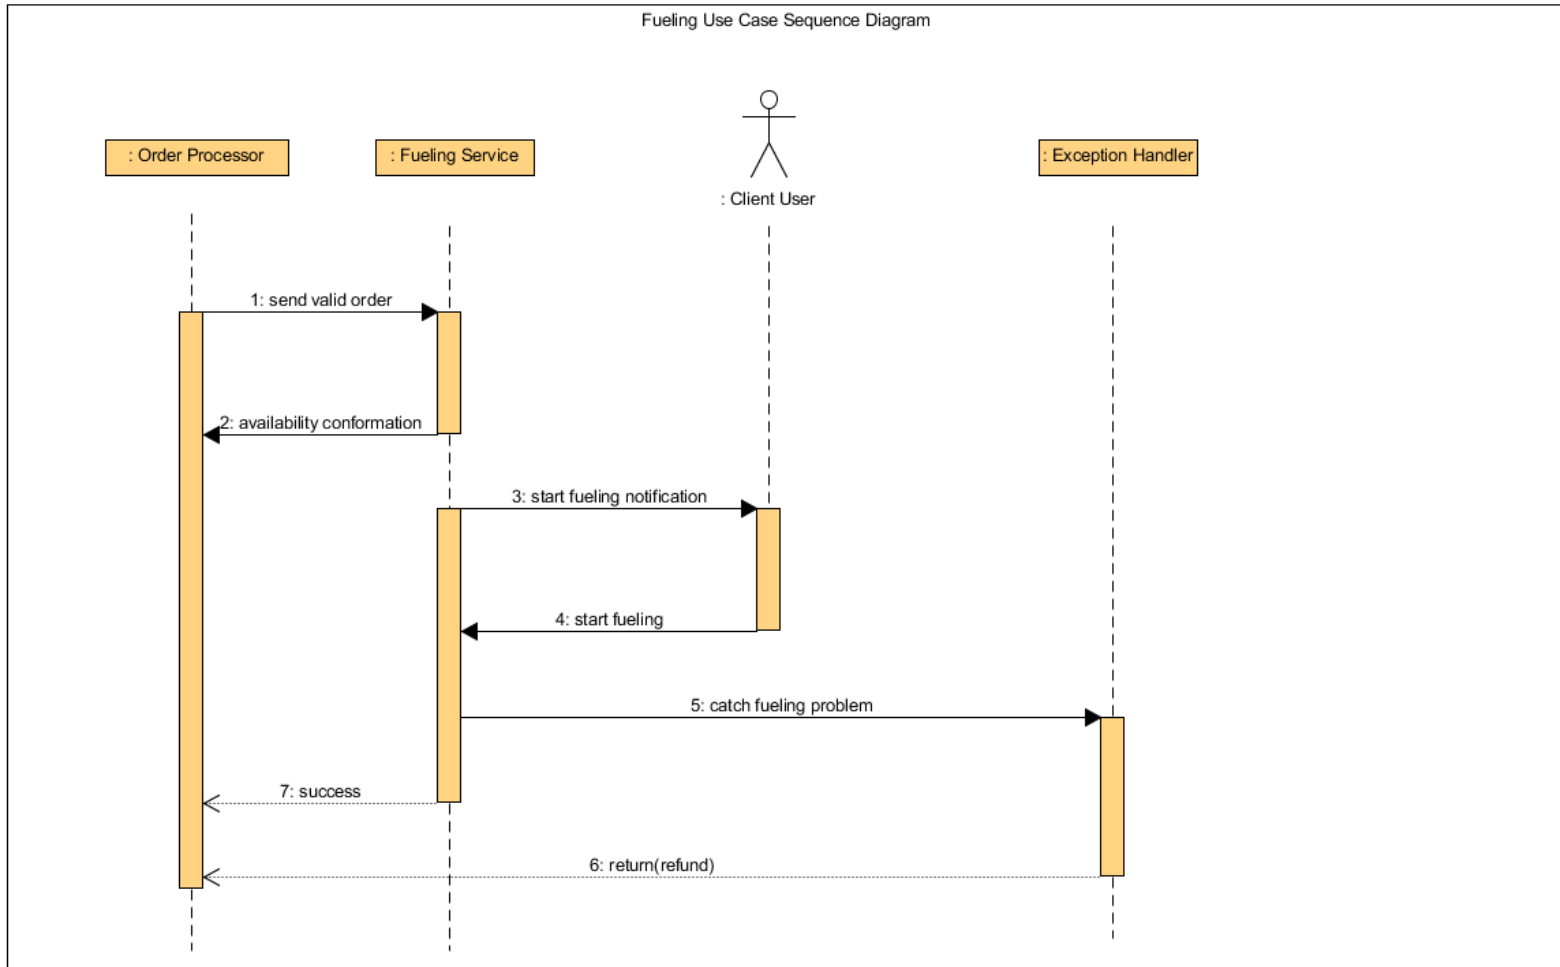 Fueling Use Case Sequence Diagram
: Order Processor
: Fueling Service
: Client User
: Exception Handler
1: send valid order
2: availability conformation
3: start fueling notification
4: start fueling
5: catch fueling problem
7: success
6: return(refund)